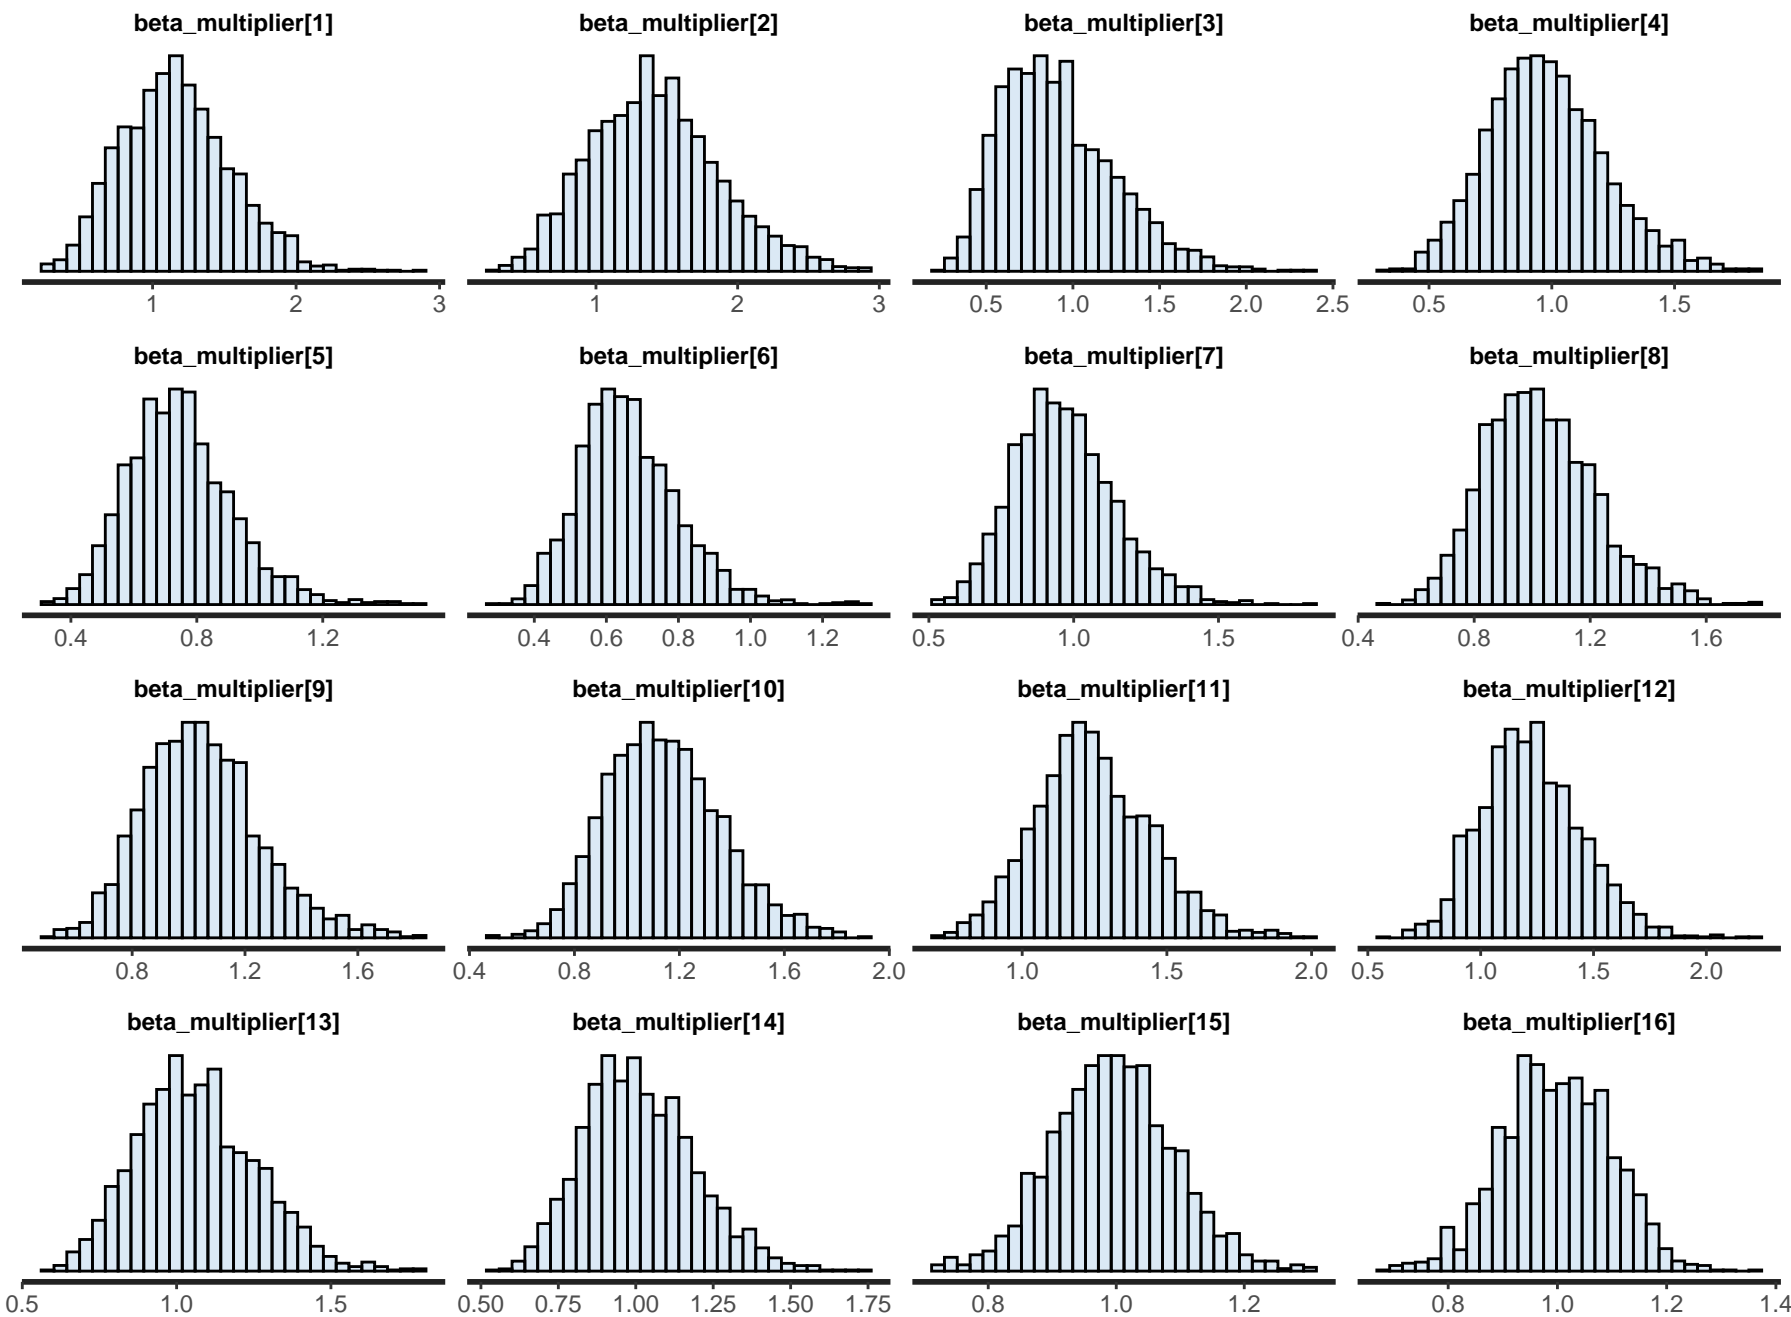 beta_multiplier[1] beta_multiplier[2] beta_multiplier[3] beta_multiplier[4]
1 2 3 1 2 3 0.5 1.0 1.5 2.0 2.5 0.5 1.0 1.5
beta_multiplier[5] beta_multiplier[6] beta_multiplier[7] beta_multiplier[8]
0.4 0.8 1.2 0.4 0.6 0.8 1.0 1.2 0.5 1.0 1.5 0.4 0.8 1.2 1.6
beta_multiplier[9] beta_multiplier[10] beta_multiplier[11] beta_multiplier[12]
0.8 1.2 1.6 0.4 0.8 1.2 1.6 2.0 1.0 1.5 2.0 0.5 1.0 1.5 2.0
beta_multiplier[13] beta_multiplier[14] beta_multiplier[15] beta_multiplier[16]
0.5 1.0 1.5 0.50 0.75 1.00 1.25 1.50 1.75 0.8 1.0 1.2 0.8 1.0 1.2 1.4